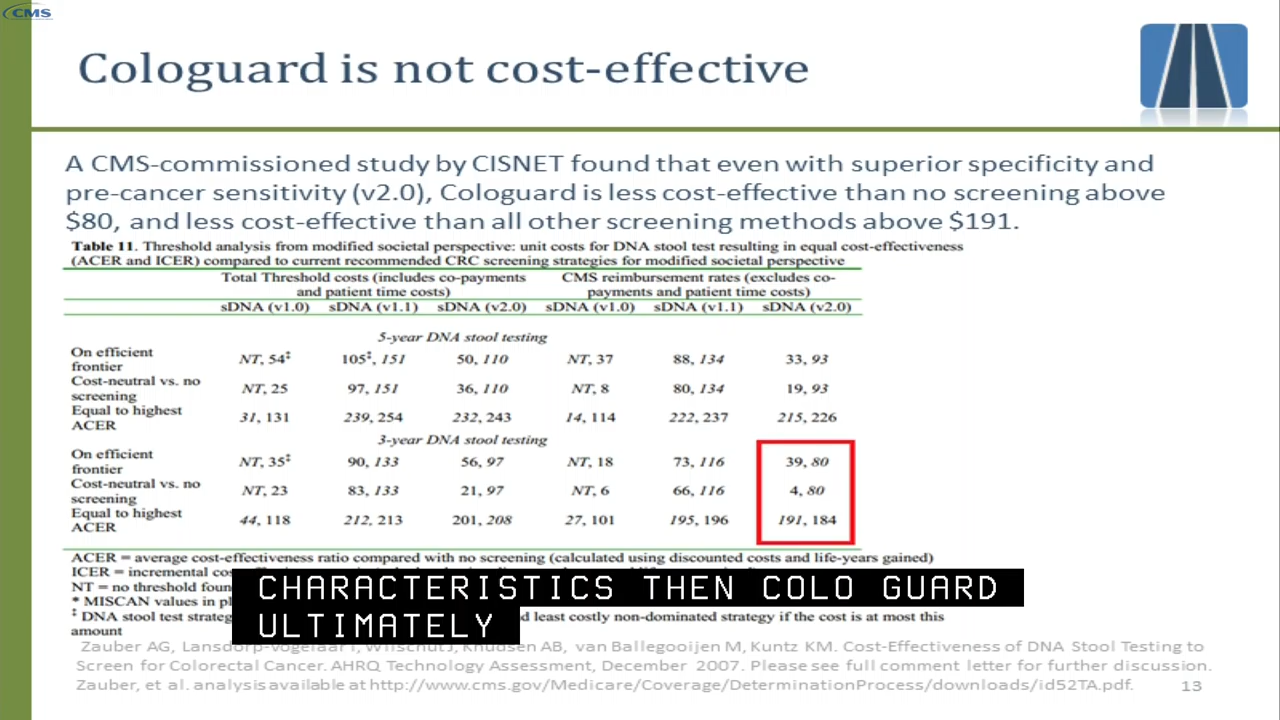 CMS
Cologuard is not cost-effective
A CMS-commissioned study by CISNET found that even with superior specificity and
pre-cancer sensitivity (v2.0), Cologuard is less cost-effective than no screening above
$80, and less cost-effective than all other screening methods above $191.
Table 11. Threshold analysis from modified societal perspective: unit costs for DNA stool test resulting in equal cost-effectiveness
(ACER and ICER) compared to current recommended CRC screening strategies for modified societal perspective
Total Threshold costs (includes co-payments CMS reimbursement rates (excludes co-
and patient time costs) payments and patient time costs)
sDNA (v1.0) sDNA (v1.1) sDNA (v2.0) sDNA (v1.0) sDNA (v1.1) sDNA (v2.0)
5-year DNA stool testing
On efficient
frontier NT, 54‡ 105‡, 151 50, 110 NT, 37 88, 134 33, 93
Cost-neutral vs. no
screening NT, 25 97, 151 36, 110 NT, 8 80, 134 19, 93
Equal to highest
ACER 31, 131 239, 254 232, 243 14, 114 222, 237 215, 226
3-year DNA stool testing
On efficient
frontier NT, 35‡ 90, 133 56, 97 NT, 18 73, 116 39, 80
Cost-neutral vs. no
screening NT, 23 83, 133 21, 97 NT, 6 66, 116 4, 80
Equal to highest
ACER 44, 118 212, 213 201, 208 27, 101 195, 196 191, 184
ACER = average cost-effectiveness ratio compared with no screening (calculated using discounted costs and life-years gained)
ICER = incremental
NT = no threshold
* MISCAN values in
‡ DNA stool test least costly non-dominated strategy if the cost is at most this
amount
CHARACTERISTICS THEN COLO GUARD
ULTIMATELY
Zauber AG, Lansdorp-Vogelaar I, Wilschut J, Knudsen AB, van Ballegooijen M, Kuntz KM. Cost-Effectiveness of DNA Stool Testing to
Screen for Colorectal Cancer. AHRQ Technology Assessment, December 2007. Please see full comment letter for further discussion.
Zauber, et al. analysis available at http://www.cms.gov/Medicare/Coverage/DeterminationProcess/downloads/id52TA.pdf.
13